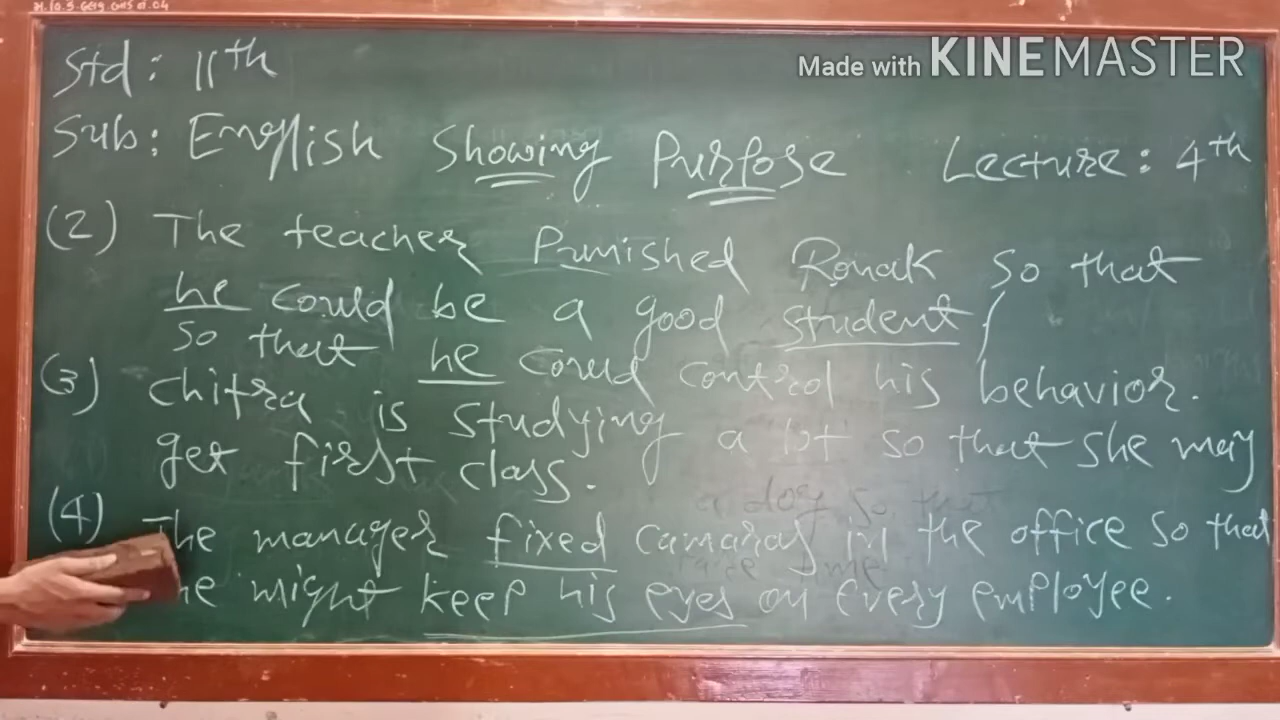 Made with KINEMASTER
Std : 11th
Sub : English Showing Purpose Lecture : 4th
(2) The teacher Punished Ronak so that
he could be a good student
so that he could control his behavior.
(3) Chitra is studying a lot so that she may
get first class.
a dog so that
(4) The manager fixed camaras in the office so that
he might keep his eyes on every employee.